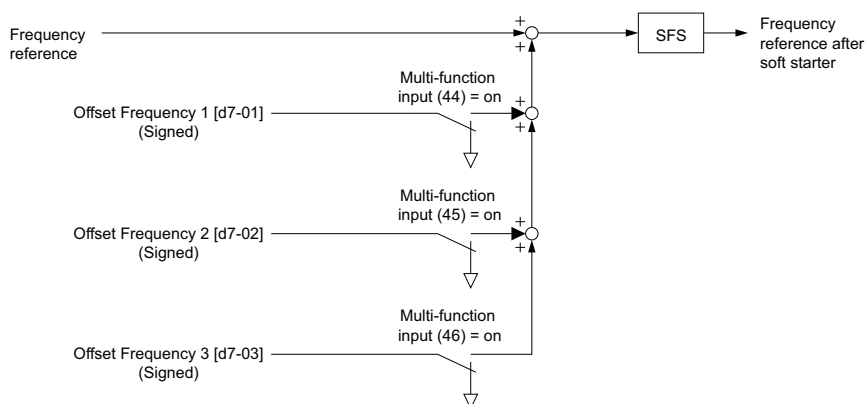 Frequency
reference
+
+
SFS
Frequency
reference after
soft starter
Multi-function
input (44) = on
Offset Frequency 1 [d7-01]
(Signed)
+
+
Multi-function
input (45) = on
Offset Frequency 2 [d7-02]
(Signed)
+
+
Multi-function
input (46) = on
Offset Frequency 3 [d7-03]
(Signed)